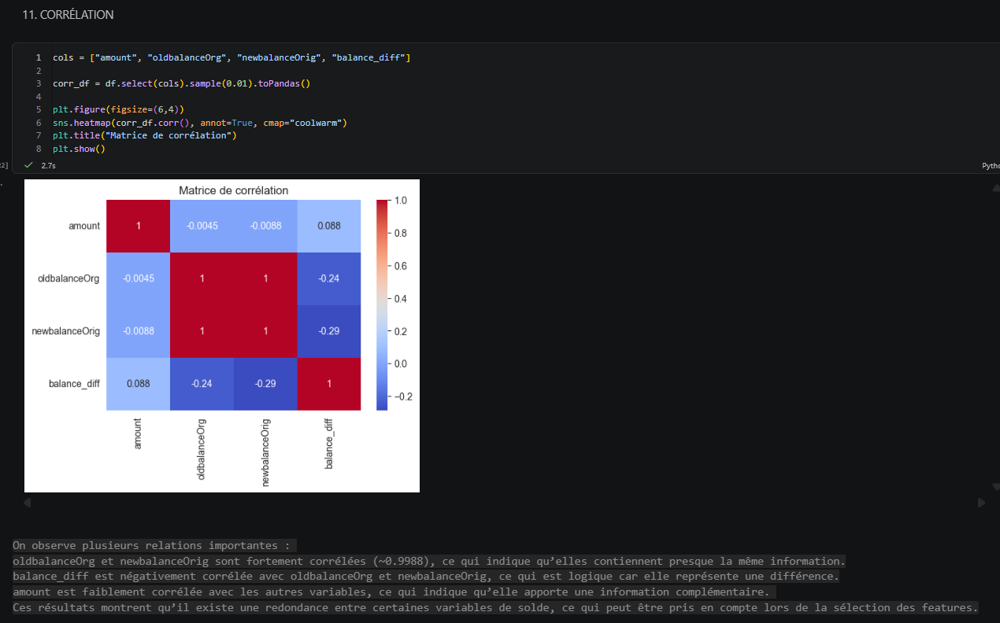 11. CORRÉLATION
1 cols = ["amount", "oldbalanceOrg", "newbalanceOrig", "balance_diff"]
2
3 corr_df = df.select(cols).sample(0.01).toPandas()
4
5 plt.figure(figsize=(6,4))
6 sns.heatmap(corr_df.corr(), annot=True, cmap="coolwarm")
7 plt.title("Matrice de corrélation")
8 plt.show()
2] 2.7s Pytho
Matrice de corrélation
amount 1 -0.0045 -0.0088 0.088
oldbalanceOrg -0.0045 1 1 -0.24
newbalanceOrig -0.0088 1 1 -0.29
balance_diff 0.088 -0.24 -0.29 1
amount oldbalanceOrg newbalanceOrig balance_diff
1.0
0.8
0.6
0.4
0.2
0.0
−0.2
On observe plusieurs relations importantes :
oldbalanceOrg et newbalanceOrig sont fortement corrélées (~0.9988), ce qui indique qu’elles contiennent presque la même information.
balance_diff est négativement corrélée avec oldbalanceOrg et newbalanceOrig, ce qui est logique car elle représente une différence.
amount est faiblement corrélée avec les autres variables, ce qui indique qu’elle apporte une information complémentaire.
Ces résultats montrent qu’il existe une redondance entre certaines variables de solde, ce qui peut être pris en compte lors de la sélection des features.